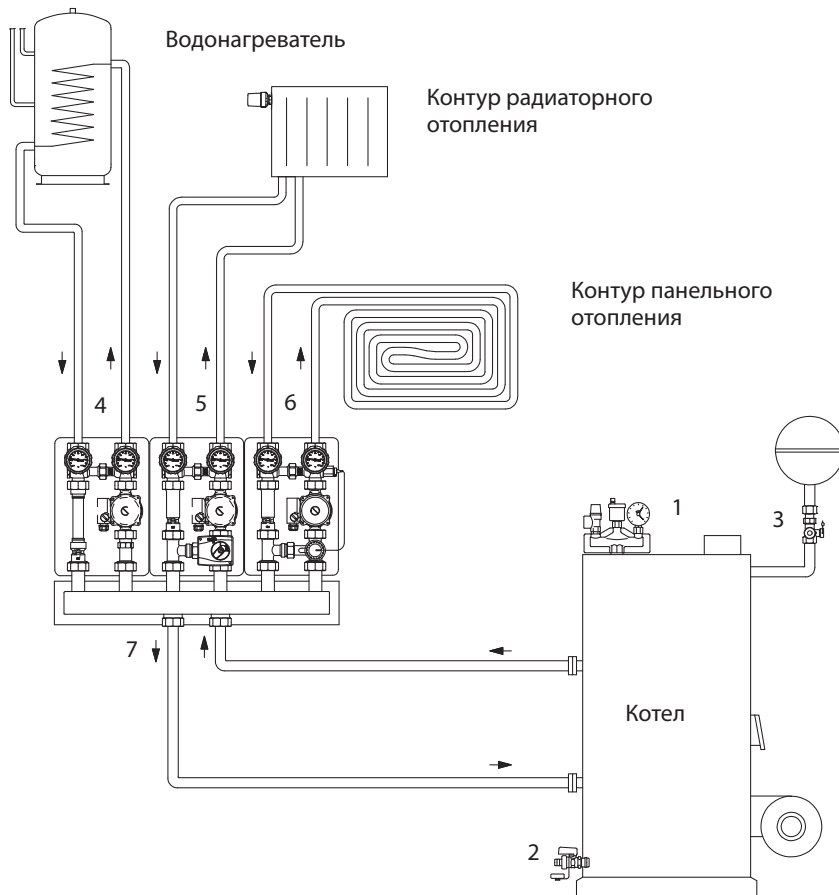 Водонагреватель
Контур радиаторного
отопления
Контур панельного
отопления
4
5
6
1
3
7
Котел
2